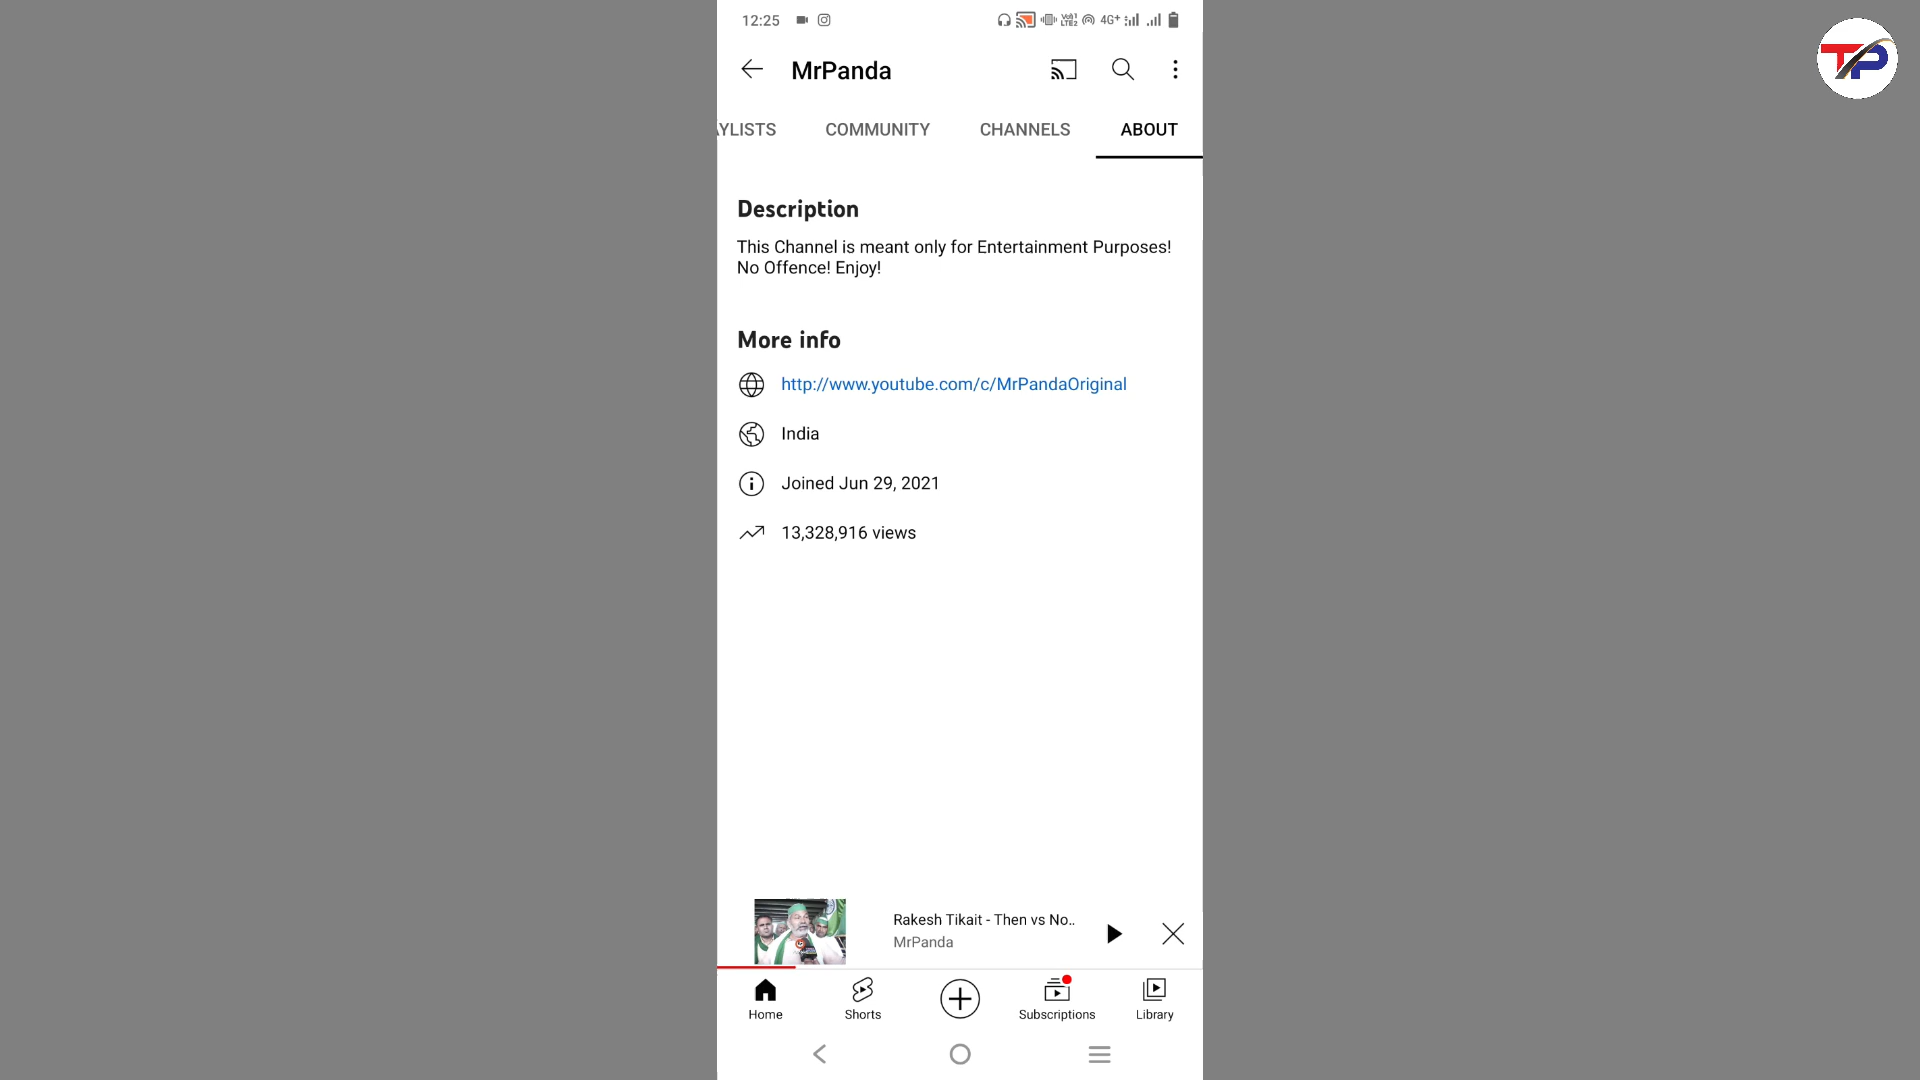 12:25
4G+
MrPanda
YLISTS COMMUNITY CHANNELS ABOUT
Description
This Channel is meant only for Entertainment Purposes!
No Offence! Enjoy!
More info
http://www.youtube.com/c/MrPandaOriginal
India
Joined Jun 29, 2021
13,328,916 views
Rakesh Tikait - Then vs No..
MrPanda
Home Shorts Subscriptions Library
TP